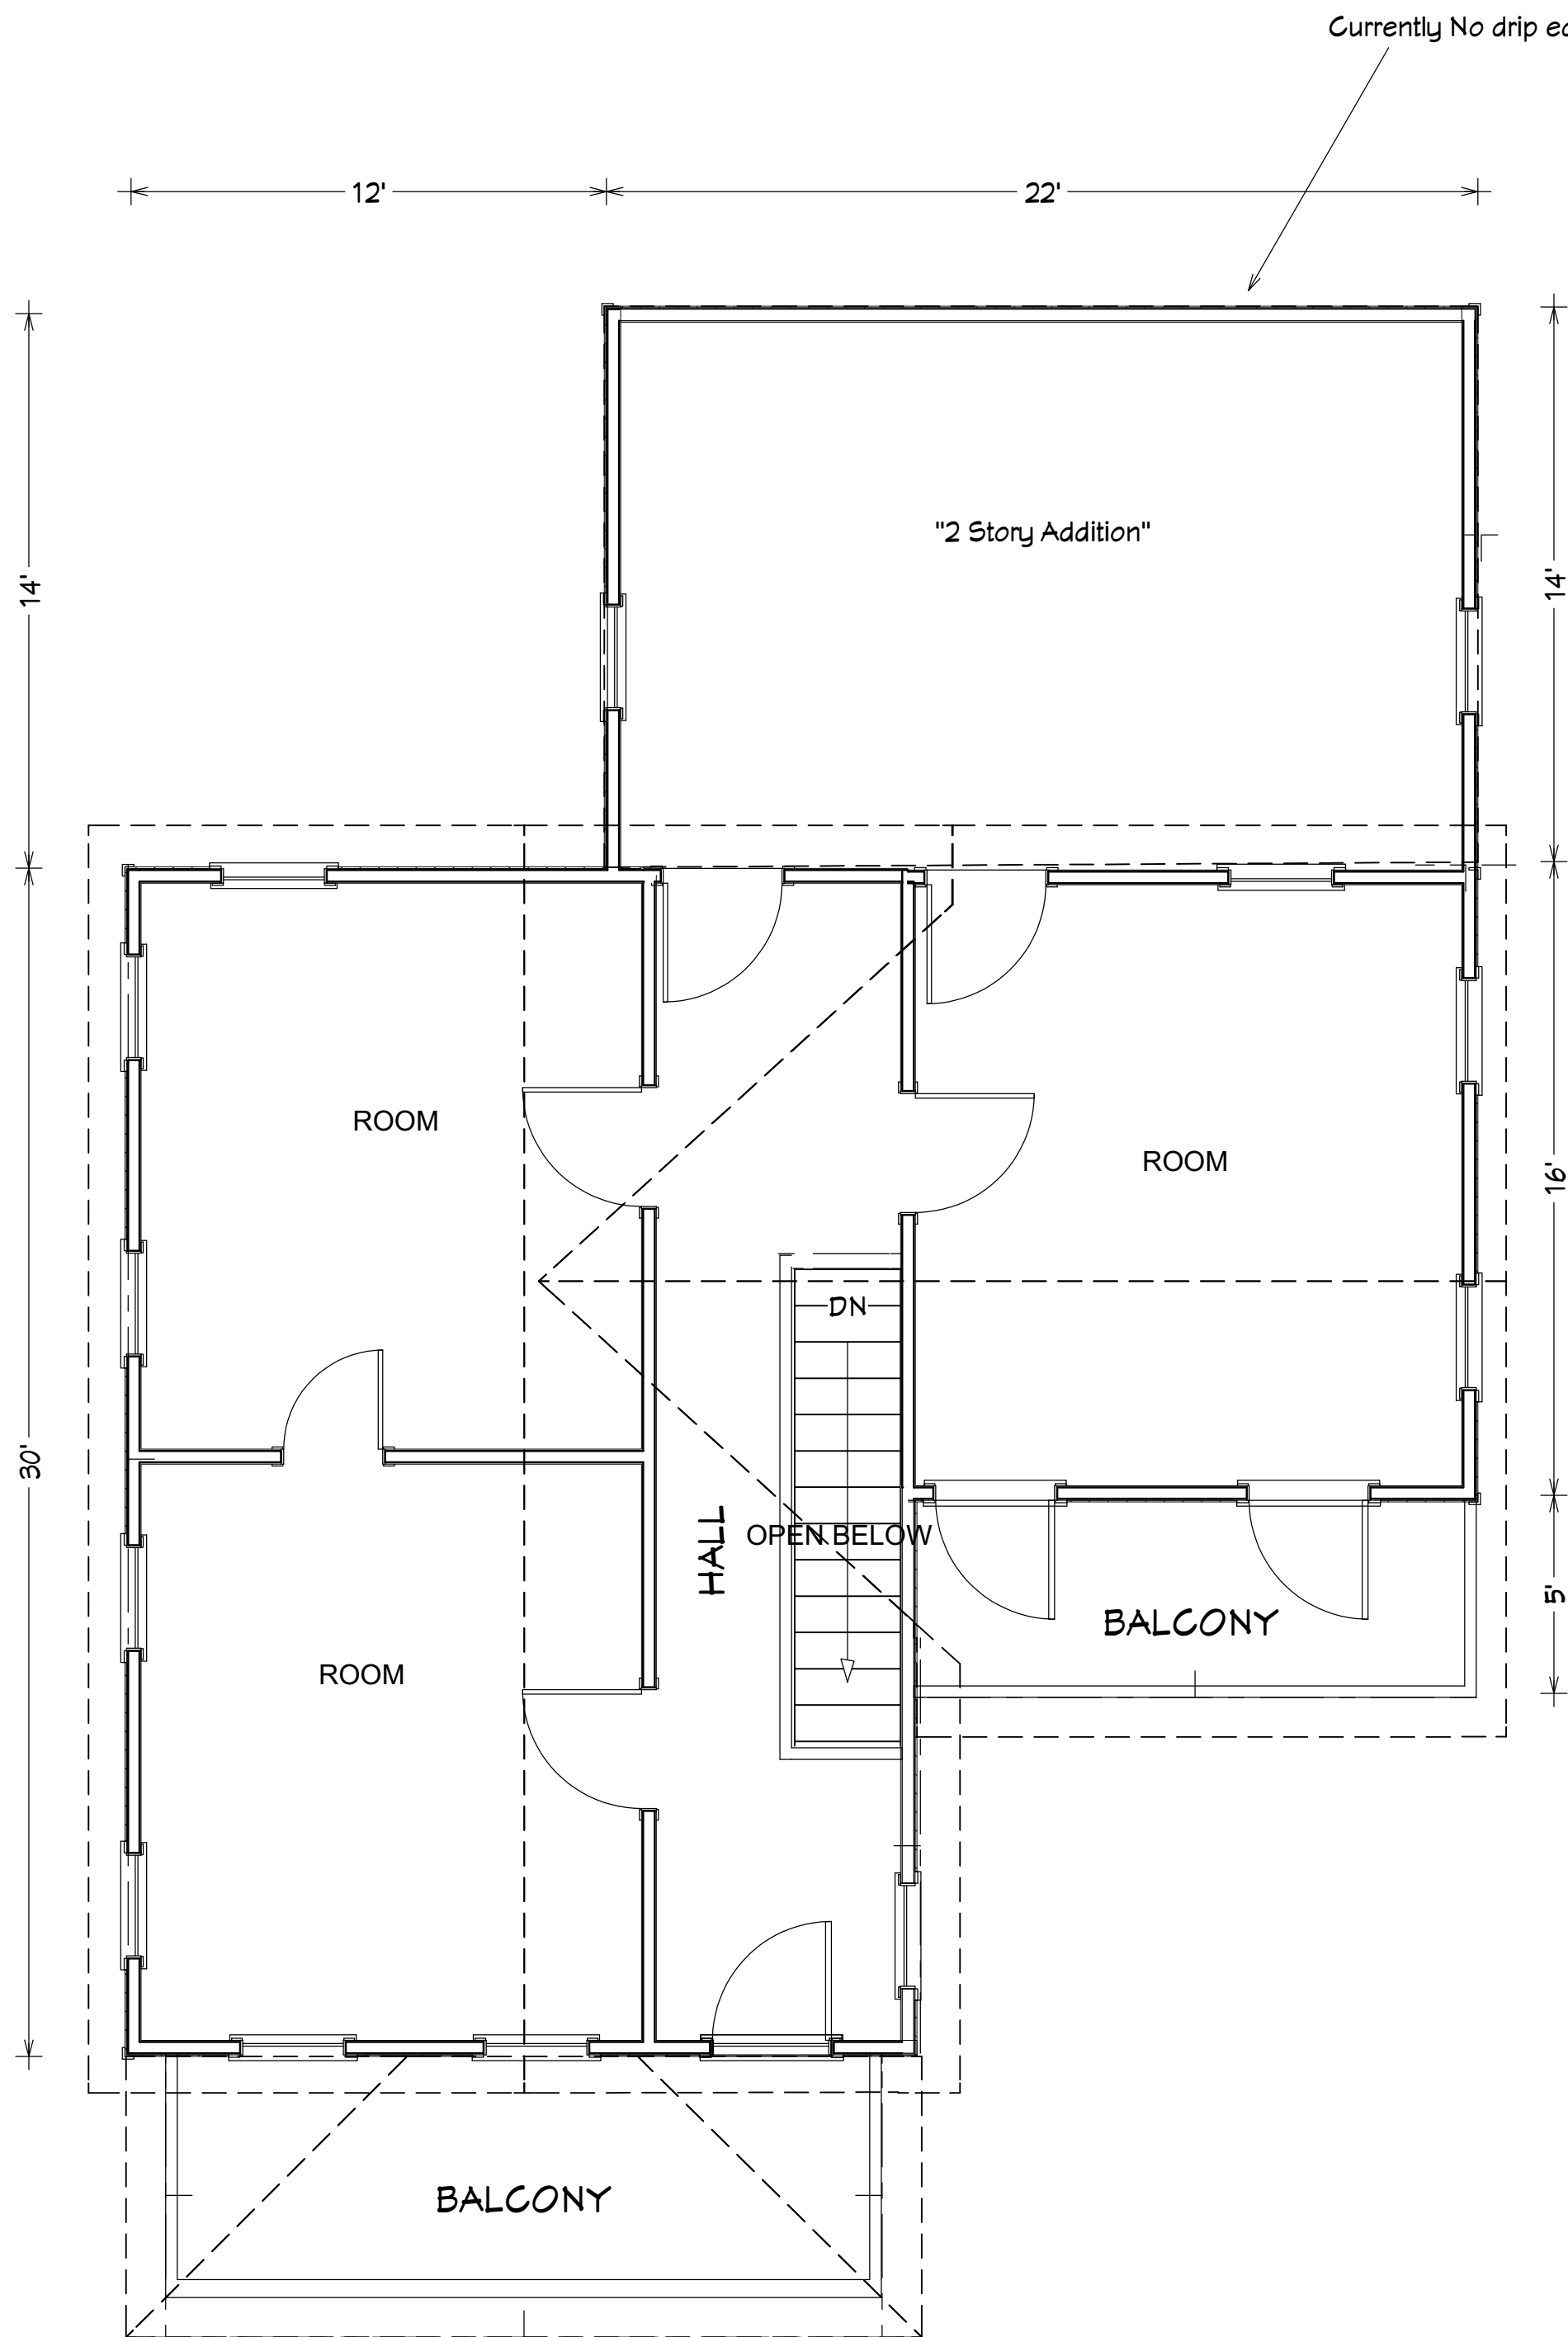 Currently No drip
12'
22'
14'
14'
"2 Story Addition"
ROOM
ROOM
16'
DN
30'
HALL
OPEN BELOW
5'
BALCONY
ROOM
BALCONY